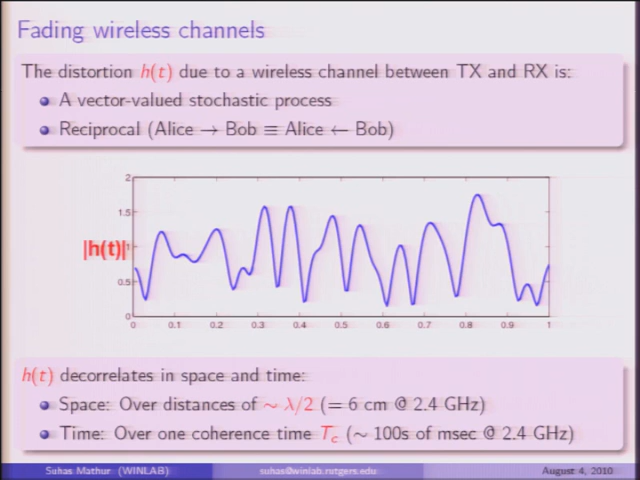 Fading wireless channels
The distortion h(t) due to a wireless channel between TX and RX is:
A vector-valued stochastic process
Reciprocal (Alice → Bob ≡ Alice ← Bob)
2
1.5
|h(t)| 1
0.5
0
0 0.1 0.2 0.3 0.4 0.5 0.6 0.7 0.8 0.9 1
h(t) decorrelates in space and time:
Space: Over distances of ~ λ/2 (= 6 cm @ 2.4 GHz)
Time: Over one coherence time Tc (~ 100s of msec @ 2.4 GHz)
Suhas Mathur (WINLAB) suhas@winlab.rutgers.edu August 4, 2010